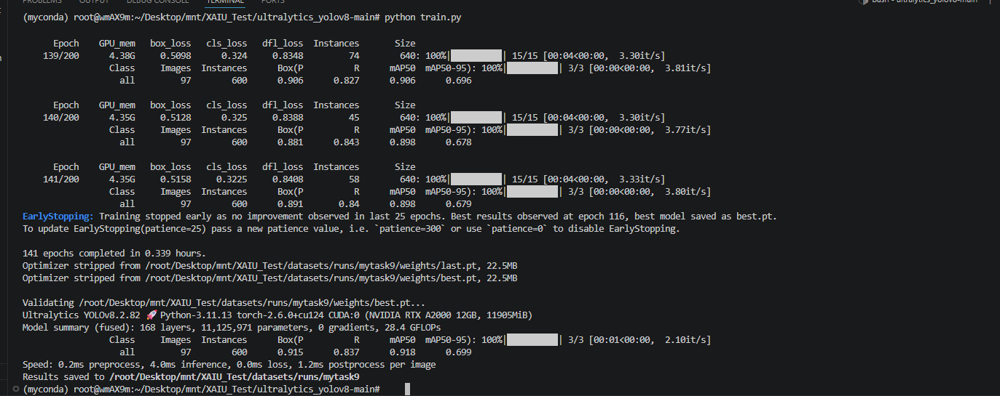 PROBLEMS OUTPUT DEBUG CONSOLE TERMINAL PORTS bash - ultralytics_yolov8-main
(myconda) root@wmAX9m:~/Desktop/mnt/XAIU_Test/ultralytics_yolov8-main# python train.py
Epoch GPU_mem box_loss cls_loss dfl_loss Instances Size
139/200 4.38G 0.5098 0.324 0.8348 74 640: 100%|██████████| 15/15 [00:04<00:00, 3.30it/s]
Class Images Instances Box(P R mAP50 mAP50-95): 100%|██████████| 3/3 [00:00<00:00, 3.81it/s]
all 97 600 0.906 0.827 0.906 0.696
Epoch GPU_mem box_loss cls_loss dfl_loss Instances Size
140/200 4.35G 0.5128 0.325 0.8388 45 640: 100%|██████████| 15/15 [00:04<00:00, 3.30it/s]
Class Images Instances Box(P R mAP50 mAP50-95): 100%|██████████| 3/3 [00:00<00:00, 3.77it/s]
all 97 600 0.881 0.843 0.898 0.678
Epoch GPU_mem box_loss cls_loss dfl_loss Instances Size
141/200 4.35G 0.5158 0.3225 0.8408 58 640: 100%|██████████| 15/15 [00:04<00:00, 3.33it/s]
Class Images Instances Box(P R mAP50 mAP50-95): 100%|██████████| 3/3 [00:00<00:00, 3.80it/s]
all 97 600 0.891 0.84 0.898 0.679
EarlyStopping: Training stopped early as no improvement observed in last 25 epochs. Best results observed at epoch 116, best model saved as best.pt.
To update EarlyStopping(patience=25) pass a new patience value, i.e. `patience=300` or use `patience=0` to disable EarlyStopping.
141 epochs completed in 0.339 hours.
Optimizer stripped from /root/Desktop/mnt/XAIU_Test/datasets/runs/mytask9/weights/last.pt, 22.5MB
Optimizer stripped from /root/Desktop/mnt/XAIU_Test/datasets/runs/mytask9/weights/best.pt, 22.5MB
Validating /root/Desktop/mnt/XAIU_Test/datasets/runs/mytask9/weights/best.pt...
Ultralytics YOLOv8.2.82 🚀 Python-3.11.13 torch-2.6.0+cu124 CUDA:0 (NVIDIA RTX A2000 12GB, 11905MiB)
Model summary (fused): 168 layers, 11,125,971 parameters, 0 gradients, 28.4 GFLOPs
Class Images Instances Box(P R mAP50 mAP50-95): 100%|██████████| 3/3 [00:01<00:00, 2.10it/s]
all 97 600 0.915 0.837 0.918 0.699
Speed: 0.2ms preprocess, 4.0ms inference, 0.0ms loss, 1.2ms postprocess per image
Results saved to /root/Desktop/mnt/XAIU_Test/datasets/runs/mytask9
(myconda) root@wmAX9m:~/Desktop/mnt/XAIU_Test/ultralytics_yolov8-main#